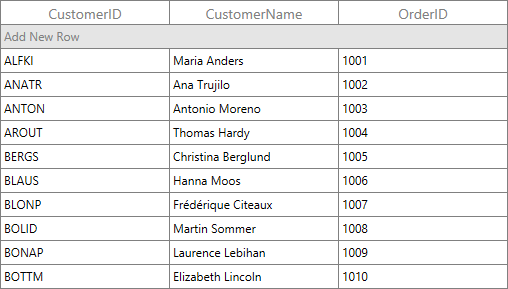 CustomerID CustomerName OrderID
Add New Row
ALFKI Maria Anders 1001
ANATR Ana Trujilo 1002
ANTON Antonio Moreno 1003
AROUT Thomas Hardy 1004
BERGS Christina Berglund 1005
BLAUS Hanna Moos 1006
BLONP Frédérique Citeaux 1007
BOLID Martin Sommer 1008
BONAP Laurence Lebihan 1009
BOTTM Elizabeth Lincoln 1010